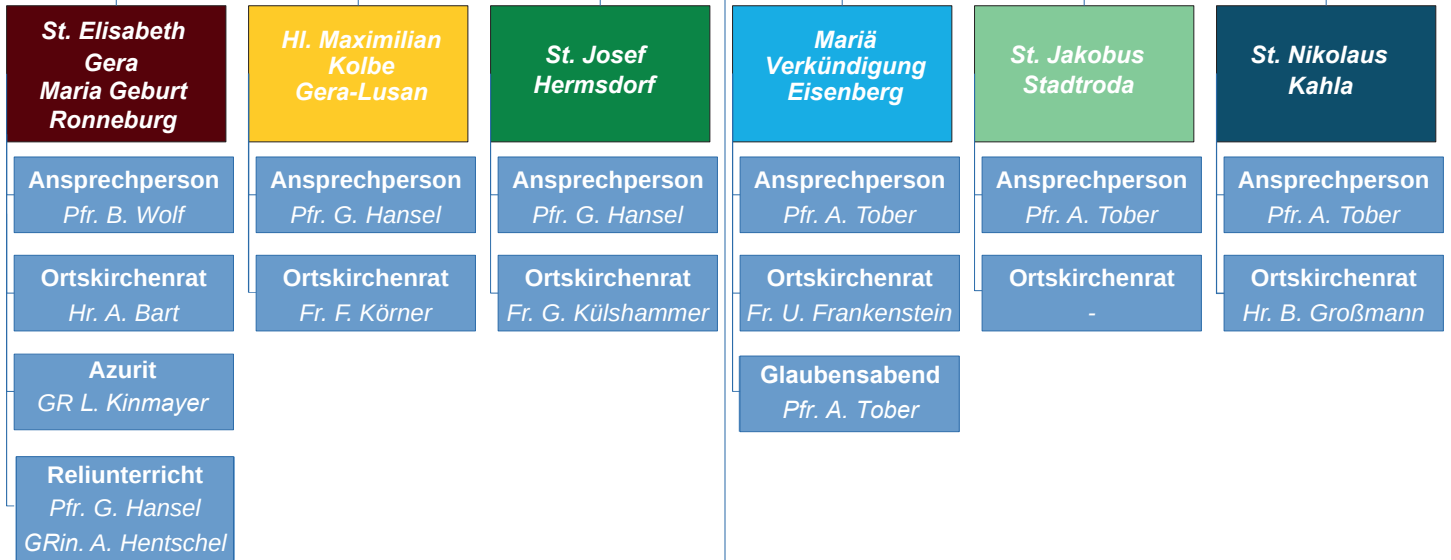 St. Elisabeth
Gera
Maria Geburt
Ronneburg
Ansprechperson
Pfr. B. Wolf
Ortskirchenrat
Hr. A. Bart
Azurit
GR L. Kinmayer
Reliunterricht
Pfr. G. Hansel
GRin. A. Hentschel
Hl. Maximilian
Kolbe
Gera-Lusan
Ansprechperson
Pfr. G. Hansel
Ortskirchenrat
Fr. F. Körner
St. Josef
Hermsdorf
Ansprechperson
Pfr. G. Hansel
Ortskirchenrat
Fr. G. Külshammer
Mariä
Verkündigung
Eisenberg
Ansprechperson
Pfr. A. Tober
Ortskirchenrat
Fr. U. Frankenstein
Glaubensabend
Pfr. A. Tober
St. Jakobus
Stadtroda
Ansprechperson
Pfr. A. Tober
Ortskirchenrat
-
St. Nikolaus
Kahla
Ansprechperson
Pfr. A. Tober
Ortskirchenrat
Hr. B. Großmann